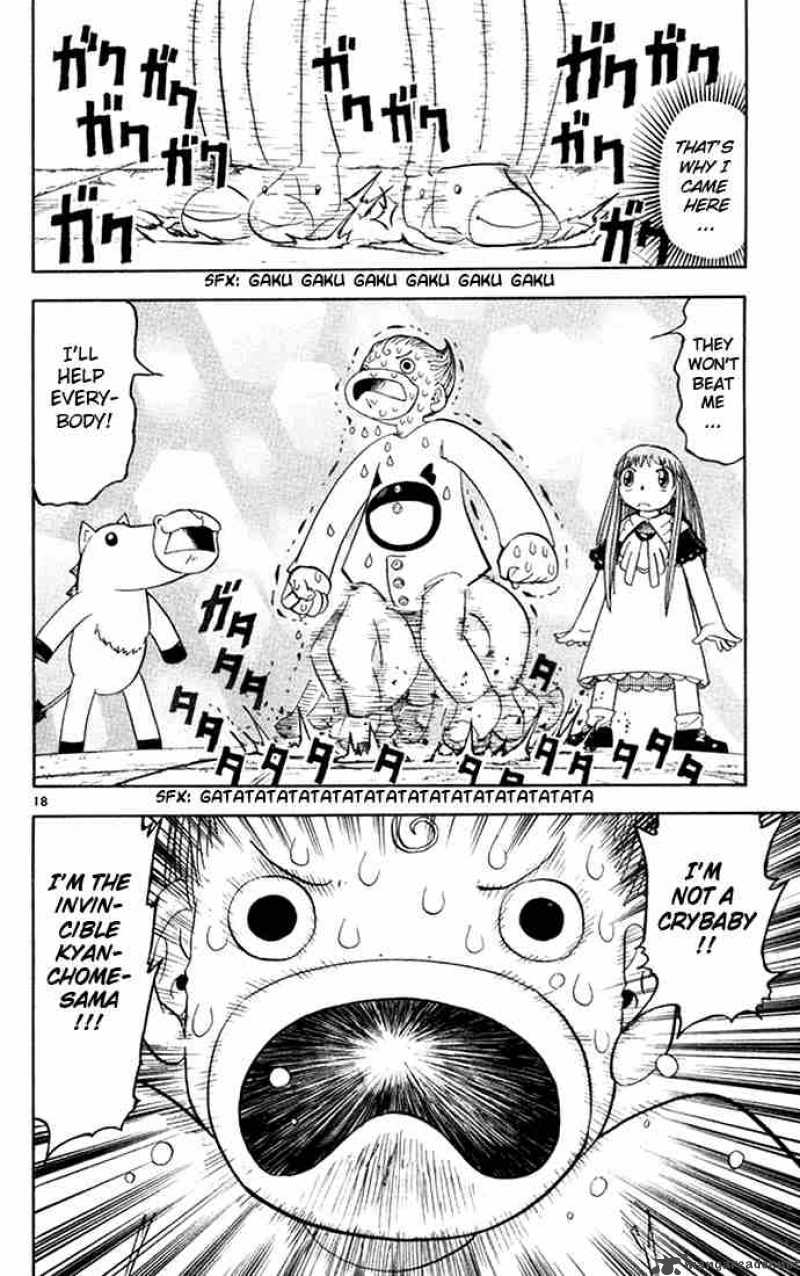 ガク
ガク
ガク
ガク
ガク
ガク
ガク
ガク
ガク
ガク
ガク
THAT'S
WHY I
CAME
HERE
...
SFX: GAKU GAKU GAKU GAKU GAKU GAKU
THEY
WON'T
BEAT
ME
...
I'LL
HELP
EVERY-
BODY!
ガタ
タタ
タタ
タ
タ
タ
タ
タ
タ
タ
タ
タ
タ
タ
SFX: GATATATATATATATATATATATATATATATATATA
18
I'M
NOT A
CRYBABY
!!
I'M THE
INVIN-
CIBLE
KYAN-
CHOME-
SAMA
!!!